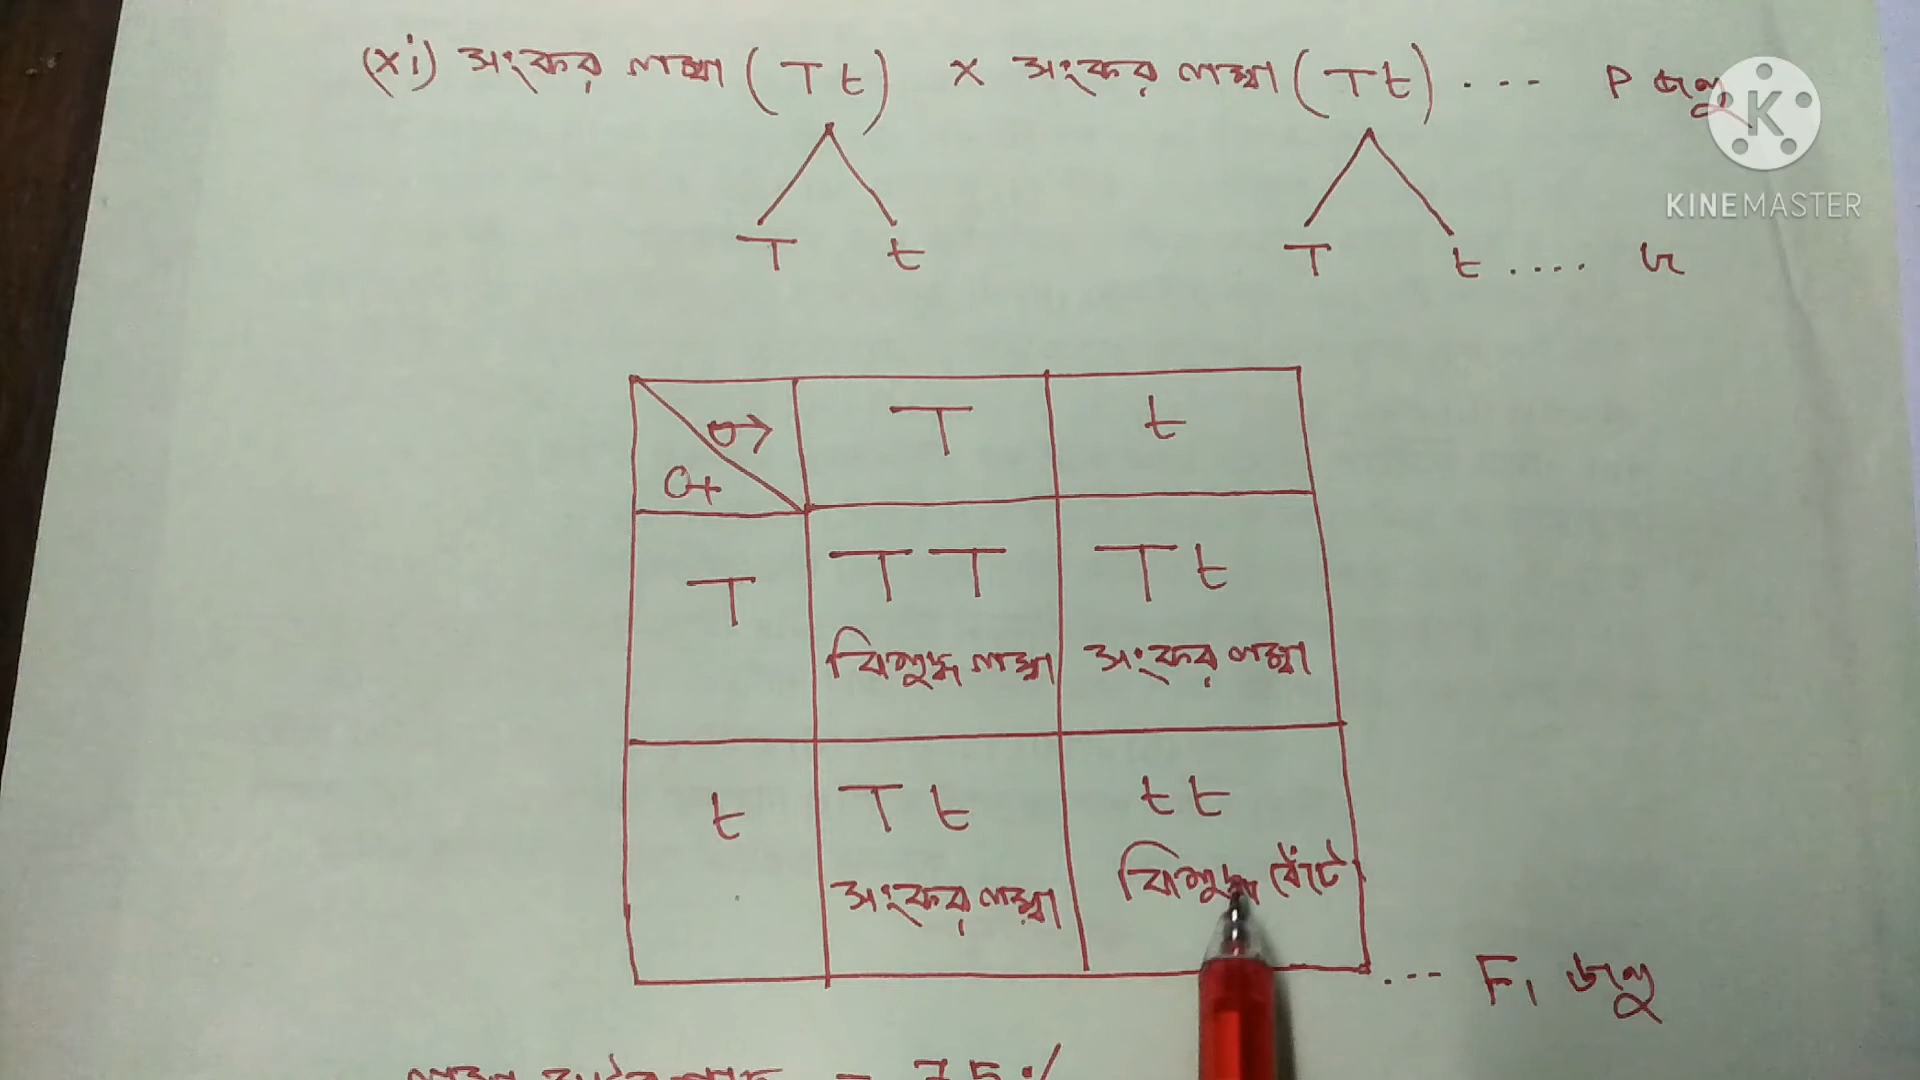 (xi) সংকর লম্বা (Tt) x সংকর লম্বা (Tt) ... P জনু
K
KINEMASTER
T t T t ....
♂ T t
♀
T TT Tt
বিশুদ্ধ লম্বা সংকর লম্বা
t Tt tt
সংকর লম্বা বিশুদ্ধ বেঁটে
... F₁ জনু
= 75%